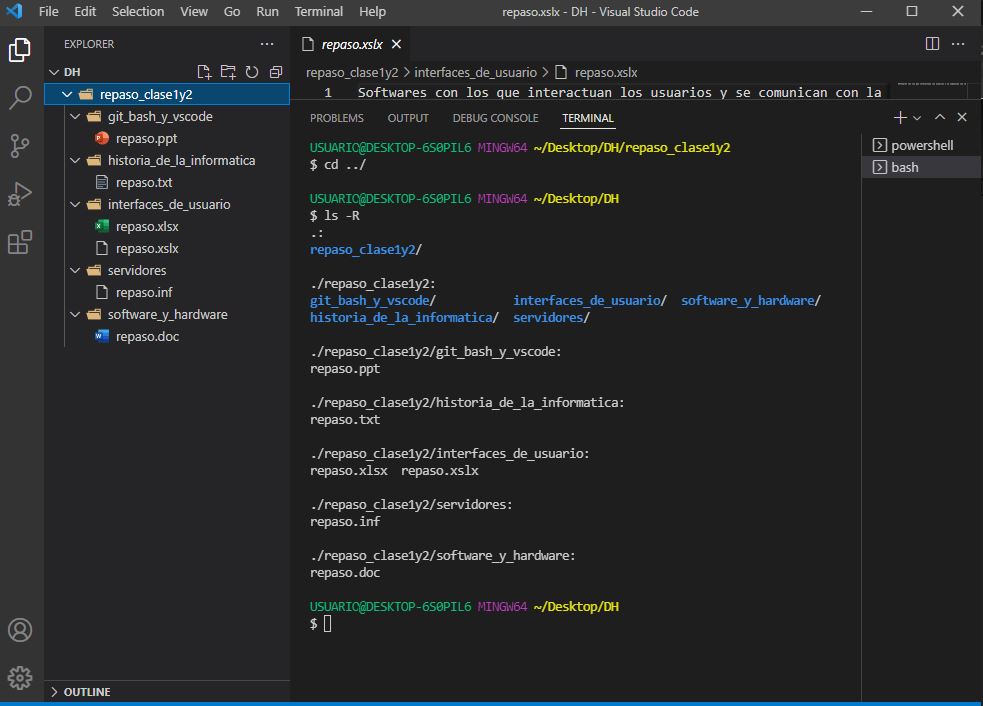 File Edit Selection View Go Run Terminal Help repaso.xslx - DH - Visual Studio Code
EXPLORER
DH
repaso_clase1y2
git_bash_y_vscode
repaso.ppt
historia_de_la_informatica
repaso.txt
interfaces_de_usuario
repaso.xlsx
repaso.xslx
servidores
repaso.inf
software_y_hardware
repaso.doc
OUTLINE
repaso.xslx
repaso_clase1y2 > interfaces_de_usuario > repaso.xslx
1 Softwares con los que interactuan los usuarios y se comunican con la
PROBLEMS OUTPUT DEBUG CONSOLE TERMINAL
USUARIO@DESKTOP-6S0PIL6 MINGW64 ~/Desktop/DH/repaso_clase1y2
$ cd ../
USUARIO@DESKTOP-6S0PIL6 MINGW64 ~/Desktop/DH
$ ls -R
.:
repaso_clase1y2/
./repaso_clase1y2:
git_bash_y_vscode/ interfaces_de_usuario/ software_y_hardware/
historia_de_la_informatica/ servidores/
./repaso_clase1y2/git_bash_y_vscode:
repaso.ppt
./repaso_clase1y2/historia_de_la_informatica:
repaso.txt
./repaso_clase1y2/interfaces_de_usuario:
repaso.xlsx repaso.xslx
./repaso_clase1y2/servidores:
repaso.inf
./repaso_clase1y2/software_y_hardware:
repaso.doc
USUARIO@DESKTOP-6S0PIL6 MINGW64 ~/Desktop/DH
$
powershell
bash